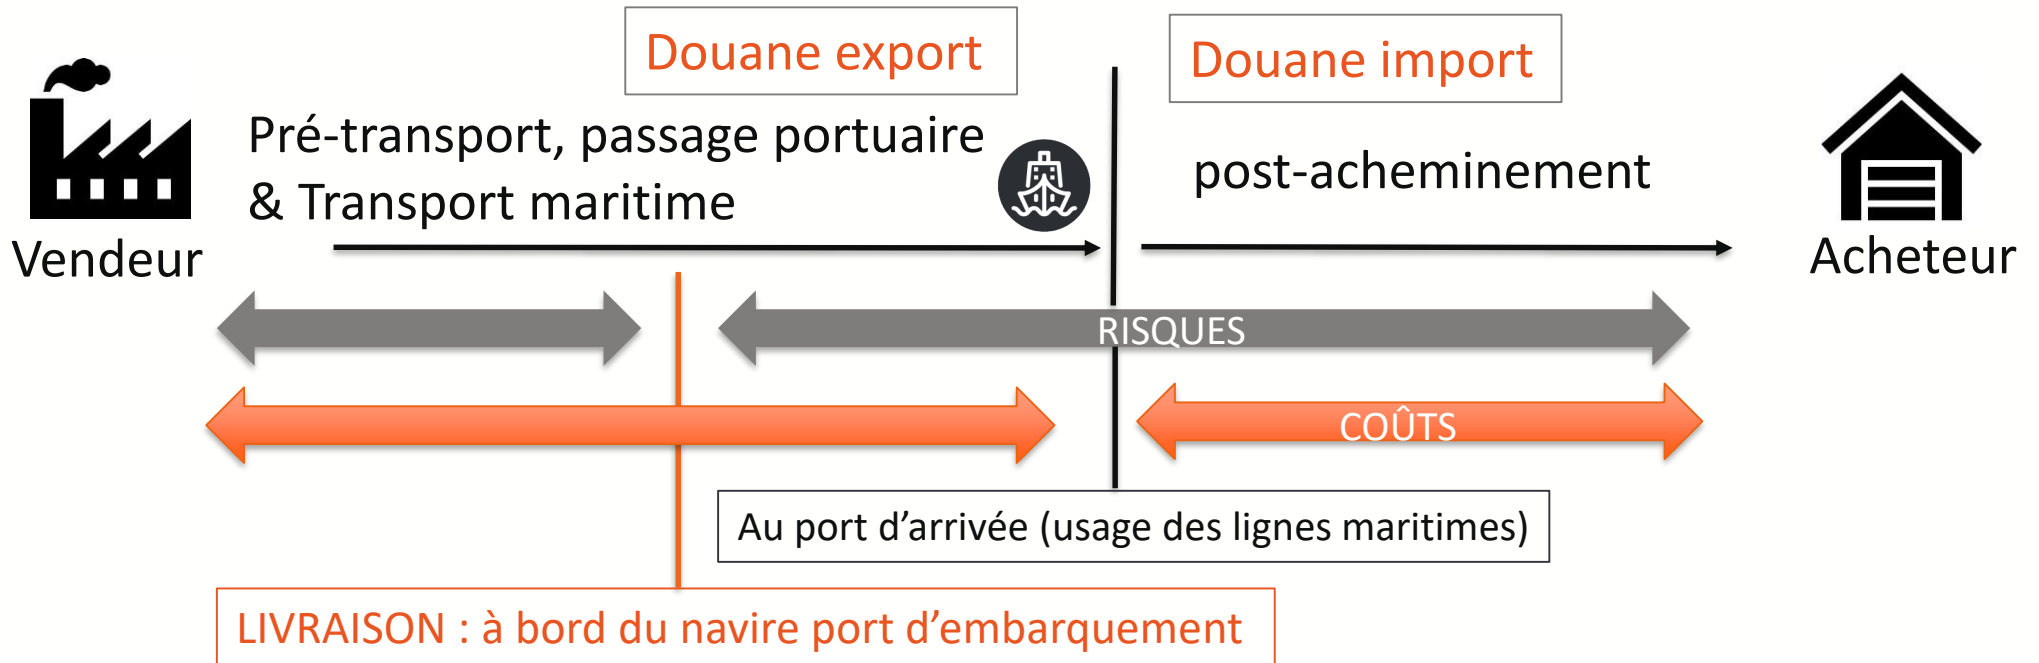 Douane export
Douane import
Pré-transport, passage portuaire
& Transport maritime
post-acheminement
Vendeur
Acheteur
RISQUES
COÛTS
Au port d’arrivée (usage des lignes maritimes)
LIVRAISON : à bord du navire port d’embarquement